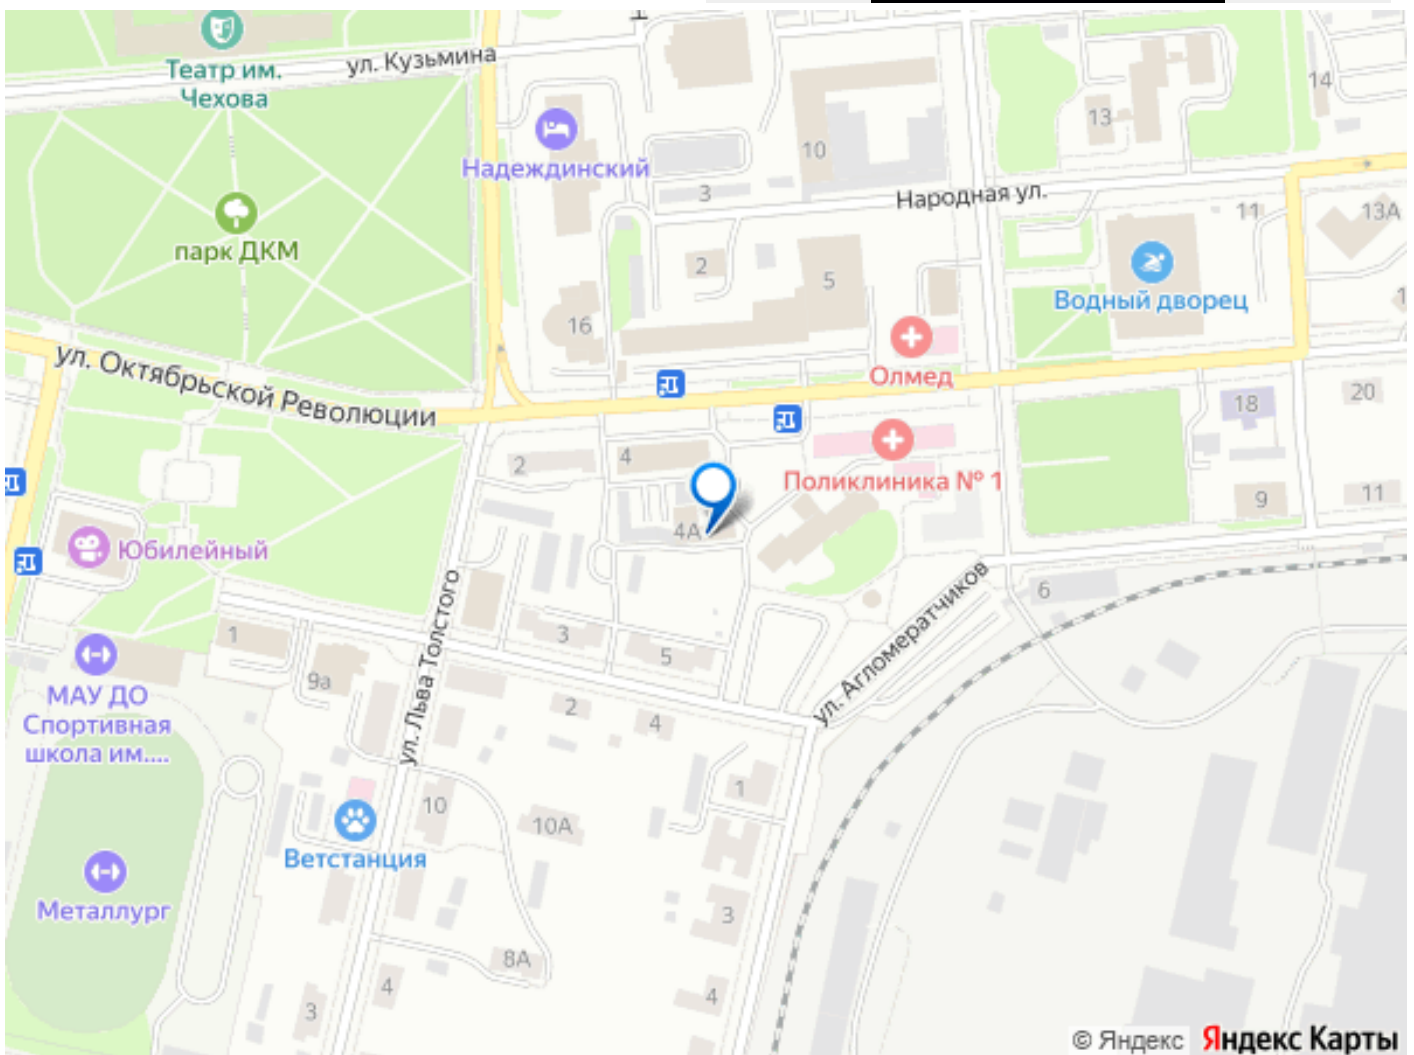 Театр им.
Чехова
ул. Кузьмина
14
13
10
Надеждинский
3
Народная ул.
11
13А
парк ДКМ
2
5
Водный дворец
1
16
ул. Октябрьской Революции
Олмед
18
20
2
4
Поликлиника № 1
9
11
4А
Юбилейный
6
1
3
5
ул. Льва Толстого
ул. Агломератчиков
9а
МАУ ДО
Спортивная
школа им....
2
4
1
10
10А
Ветстанция
Металлург
3
8А
4
4
3
© Яндекс
Яндекс Карты